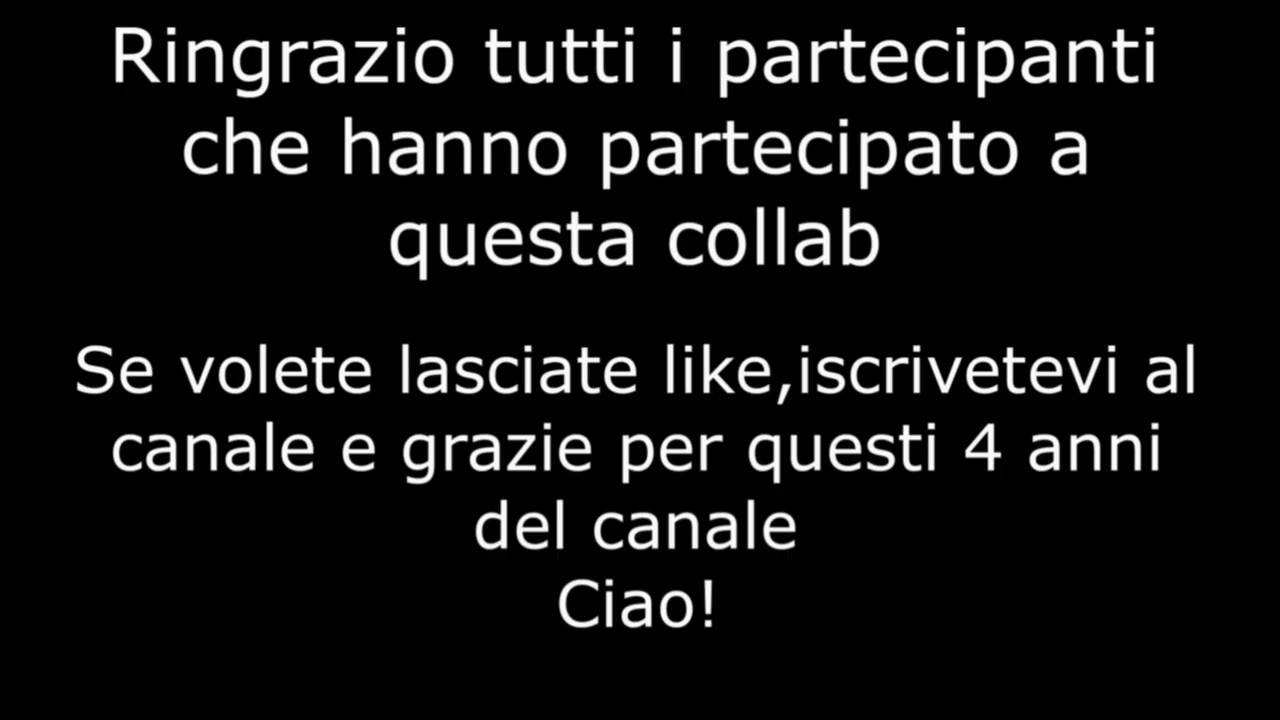 Ringrazio tutti i partecipanti
che hanno partecipato a
questa collab
Se volete lasciate like,iscrivetevi al
canale e grazie per questi 4 anni
del canale
Ciao!